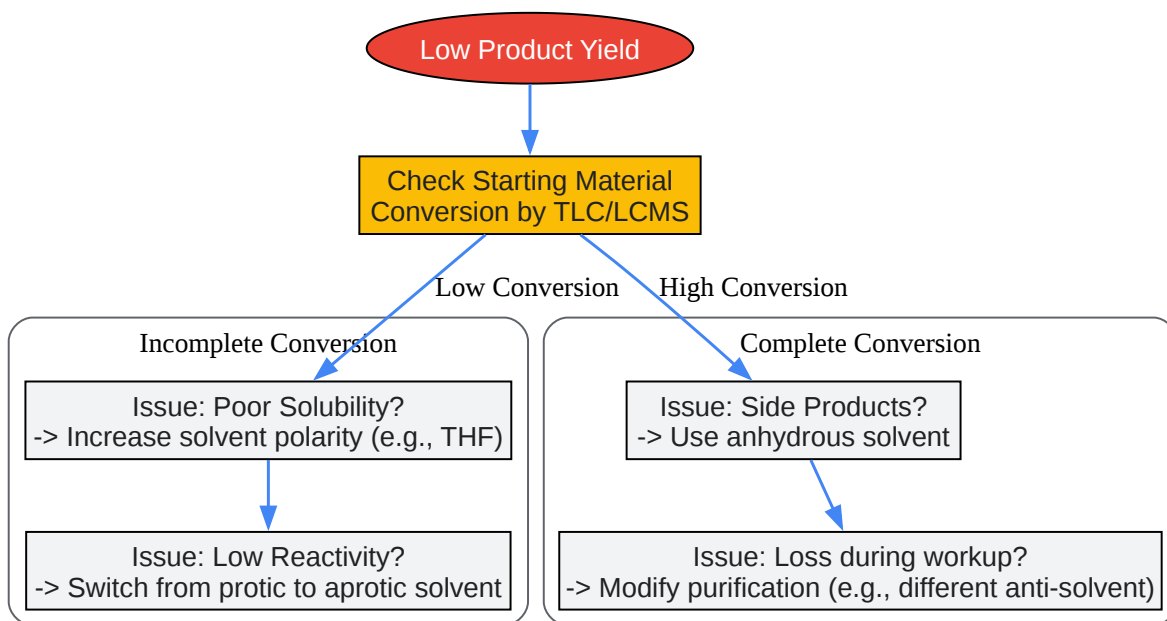 Low Product Yield
Check Starting Material
Conversion by TLC/LCMS
Low Conversion
High Conversion
Incomplete Conversion
Issue: Poor Solubility?
-> Increase solvent polarity (e.g., THF)
Issue: Low Reactivity?
-> Switch from protic to aprotic solvent
Complete Conversion
Issue: Side Products?
-> Use anhydrous solvent
Issue: Loss during workup?
-> Modify purification (e.g., different anti-solvent)